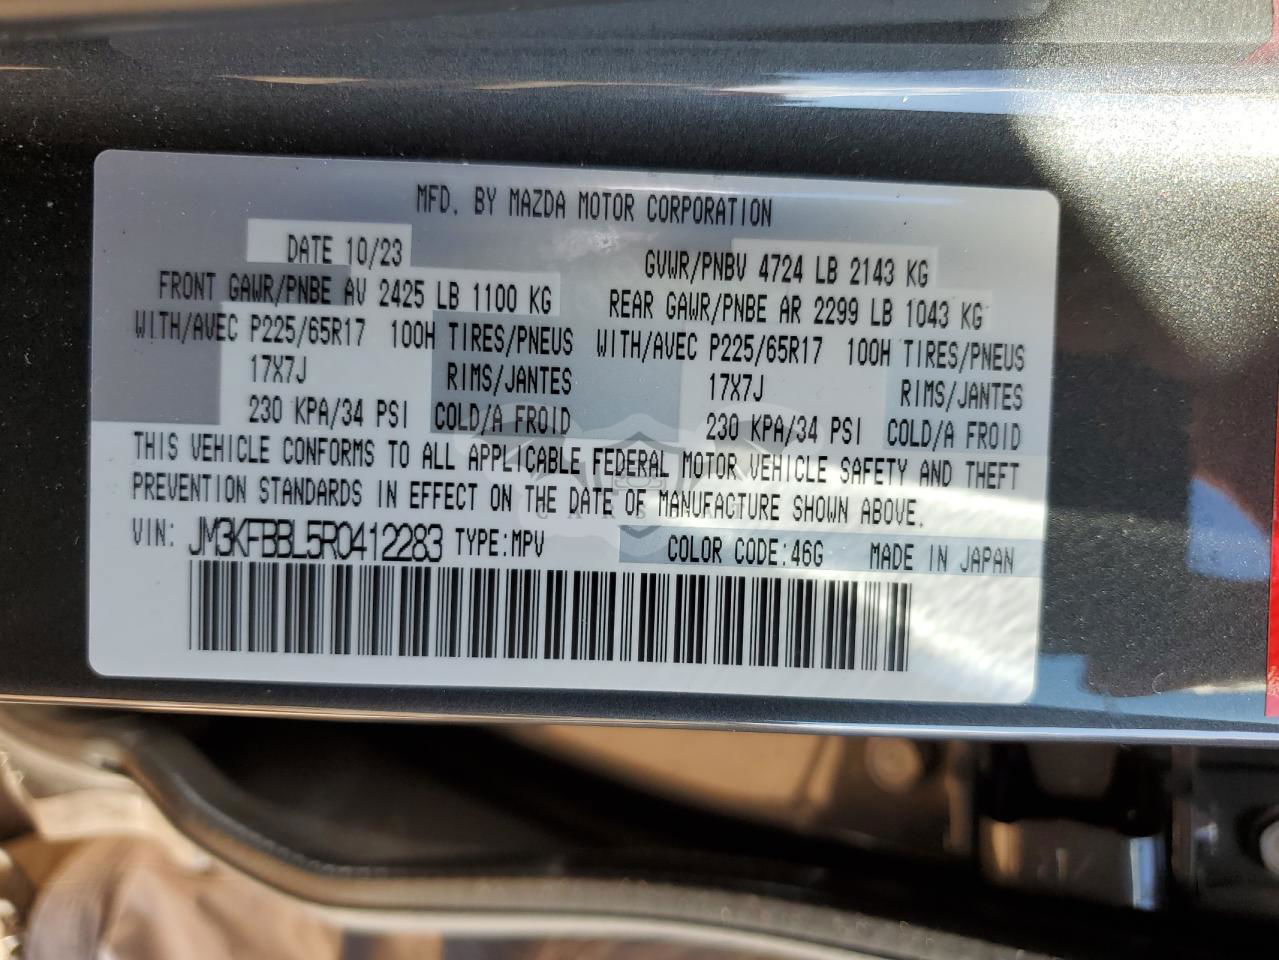 MFD. BY MAZDA MOTOR CORPORATION
DATE 10/23 GVWR/PNBV 4724 LB 2143 KG
FRONT GAWR/PNBE AV 2425 LB 1100 KG REAR GAWR/PNBE AR 2299 LB 1043 KG
WITH/AVEC P225/65R17 100H TIRES/PNEUS WITH/AVEC P225/65R17 100H TIRES/PNEUS
17X7J RIMS/JANTES 17X7J RIMS/JANTES
230 KPA/34 PSI COLD/A FROID 230 KPA/34 PSI COLD/A FROID
THIS VEHICLE CONFORMS TO ALL APPLICABLE FEDERAL MOTOR VEHICLE SAFETY AND THEFT
PREVENTION STANDARDS IN EFFECT ON THE DATE OF MANUFACTURE SHOWN ABOVE.
VIN: JM3KFBBL5R0412283 TYPE:MPV COLOR CODE:46G MADE IN JAPAN